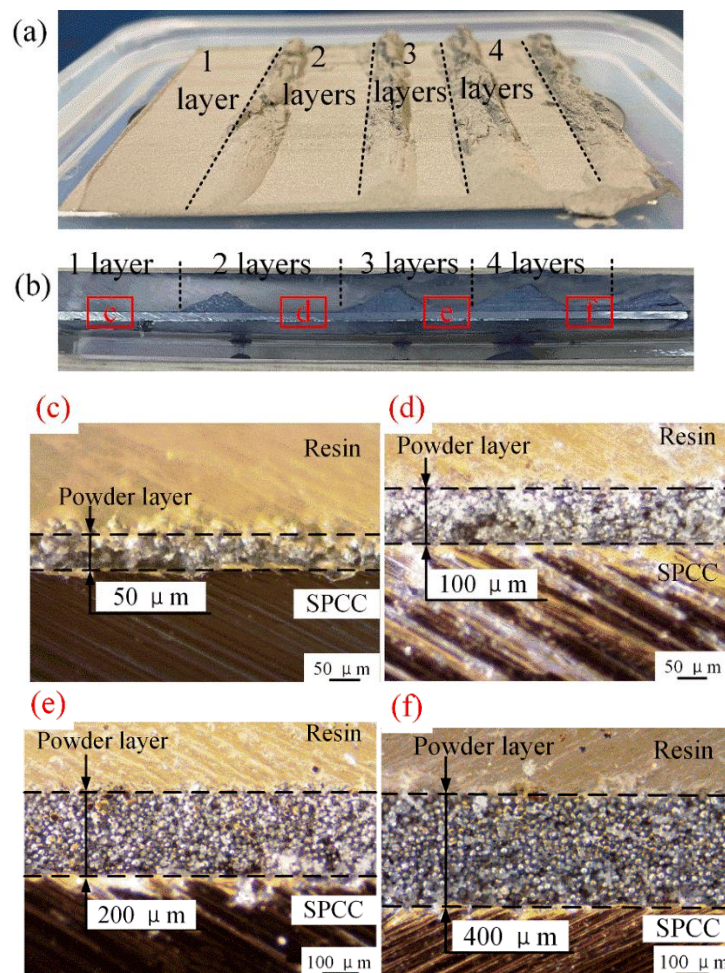 (a)
1
layer
2
layers
3
layers
4
layers
(b)
1 layer
2 layers
3 layers
4 layers
c
d
e
f
(c)
Resin
Powder layer
50 μm
SPCC
50 μm
(d)
Resin
Powder layer
100 μm
SPCC
50 μm
(e)
Resin
Powder layer
200 μm
SPCC
100 μm
(f)
Resin
Powder layer
400 μm
SPCC
100 μm